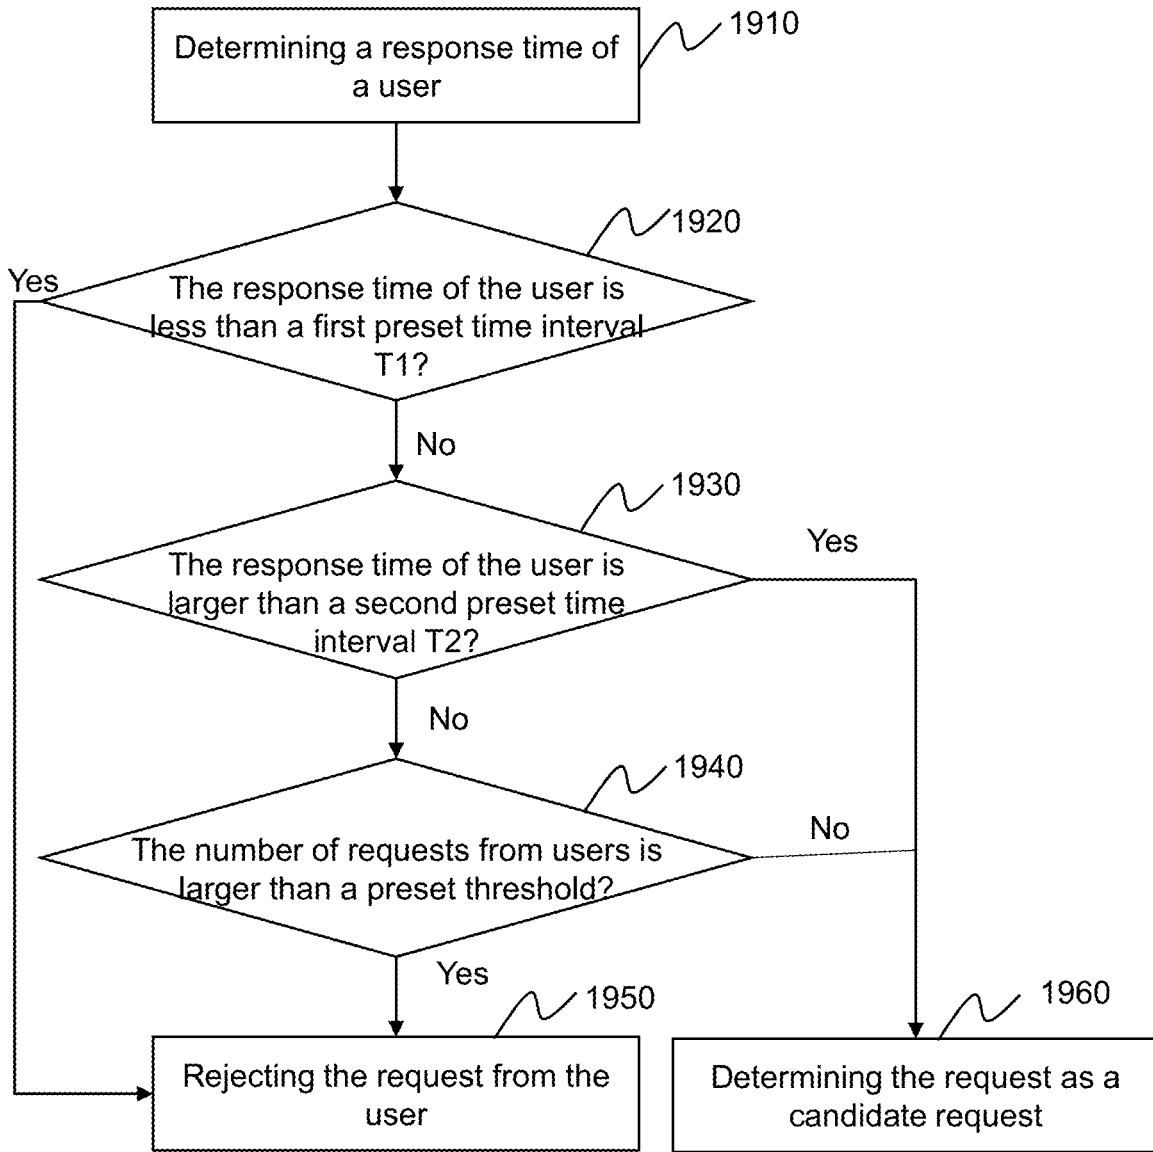 Determining a response time of
a user
1910
1920
Yes
The response time of the user is
less than a first preset time interval
T1?
No
1930
Yes
The response time of the user is
larger than a second preset time
interval T2?
No
1940
No
The number of requests from users is
larger than a preset threshold?
Yes
1950
1960
Rejecting the request from the
user
Determining the request as a
candidate request